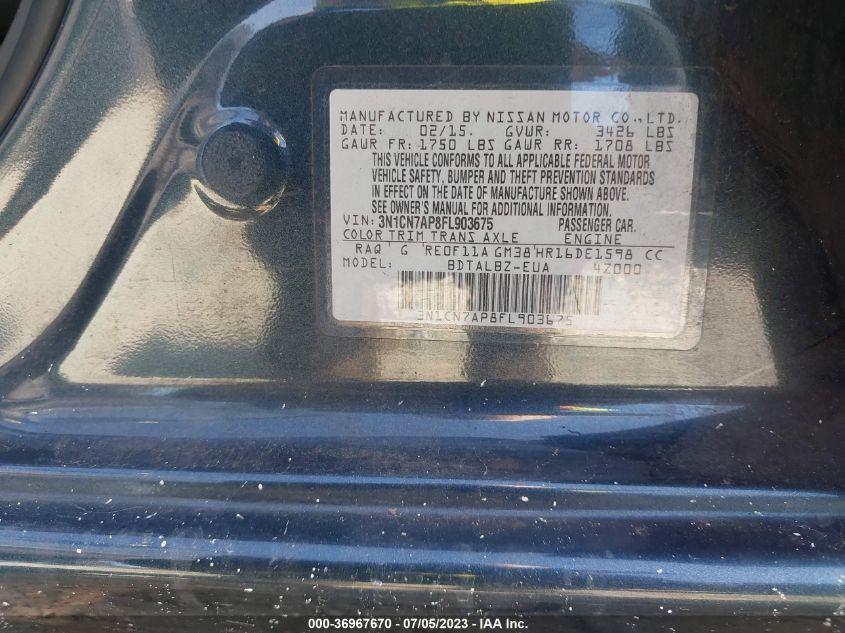 MANUFACTURED BY NISSAN MOTOR CO.,LTD.
DATE: 02/15. GVWR: 3426 LBS
GAWR FR: 1750 LBS GAWR RR: 1708 LBS
THIS VEHICLE CONFORMS TO ALL APPLICABLE FEDERAL MOTOR
VEHICLE SAFETY, BUMPER AND THEFT PREVENTION STANDARDS
IN EFFECT ON THE DATE OF MANUFACTURE SHOWN ABOVE.
SEE OWNER'S MANUAL FOR ADDITIONAL INFORMATION.
VIN: 3N1CN7AP8FL903675 PASSENGER CAR.
COLOR TRIM TRANS AXLE ENGINE
RAQ ' G 'RE0F11A GM38'HR16DE1598 CC
MODEL: BDTALBZ-EUA 4Z000
3N1CN7AP8FL903675
000-36967670 - 07/05/2023 - IAA Inc.